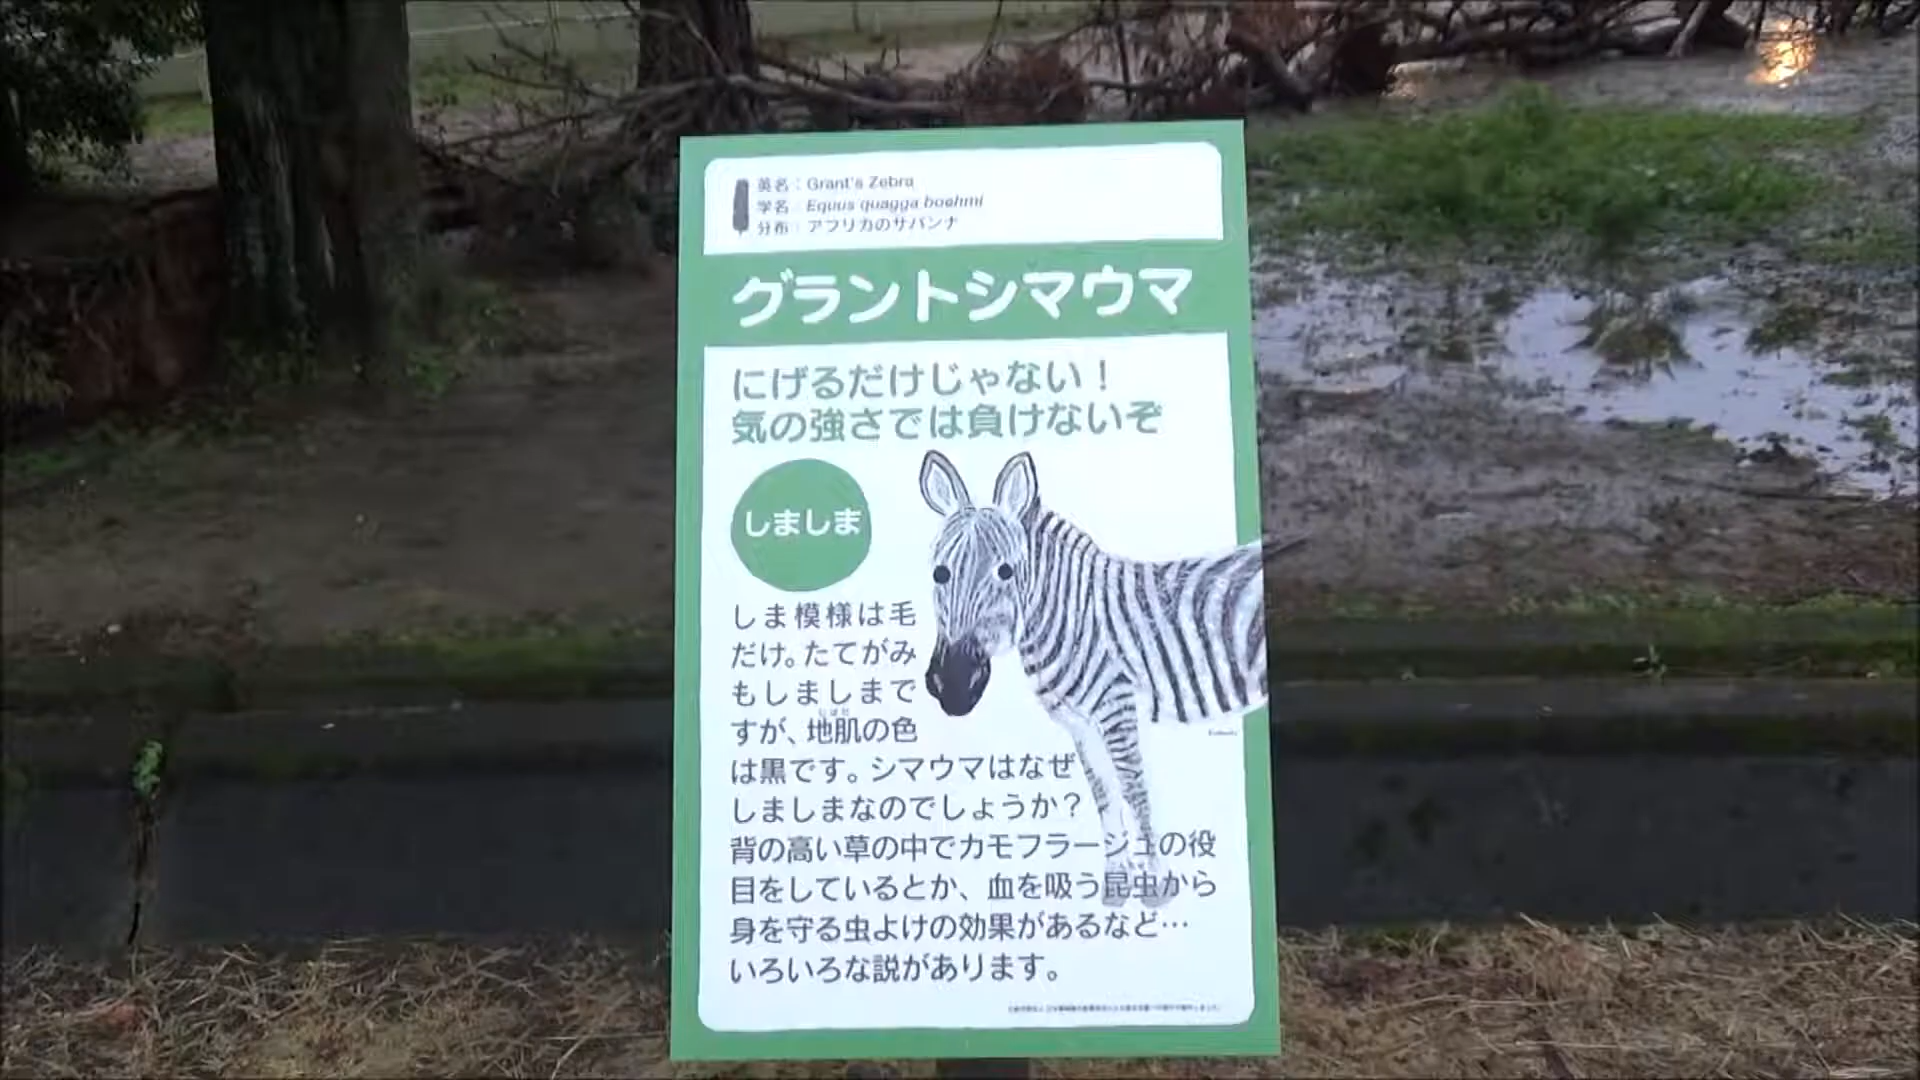 英名：Grant's Zebra
学名：Equus quagga boehmi
分布：アフリカのサバンナ
グラントシマウマ
にげるだけじゃない！
気の強さでは負けないぞ
しましま
しま模様は毛
だけ。たてがみ
もしましまで
すが、地肌の色
は黒です。シマウマはなぜ
しましまなのでしょうか？
背の高い草の中でカモフラージュの役
目をしているとか、血を吸う昆虫から
身を守る虫よけの効果があるなど…
いろいろな説があります。